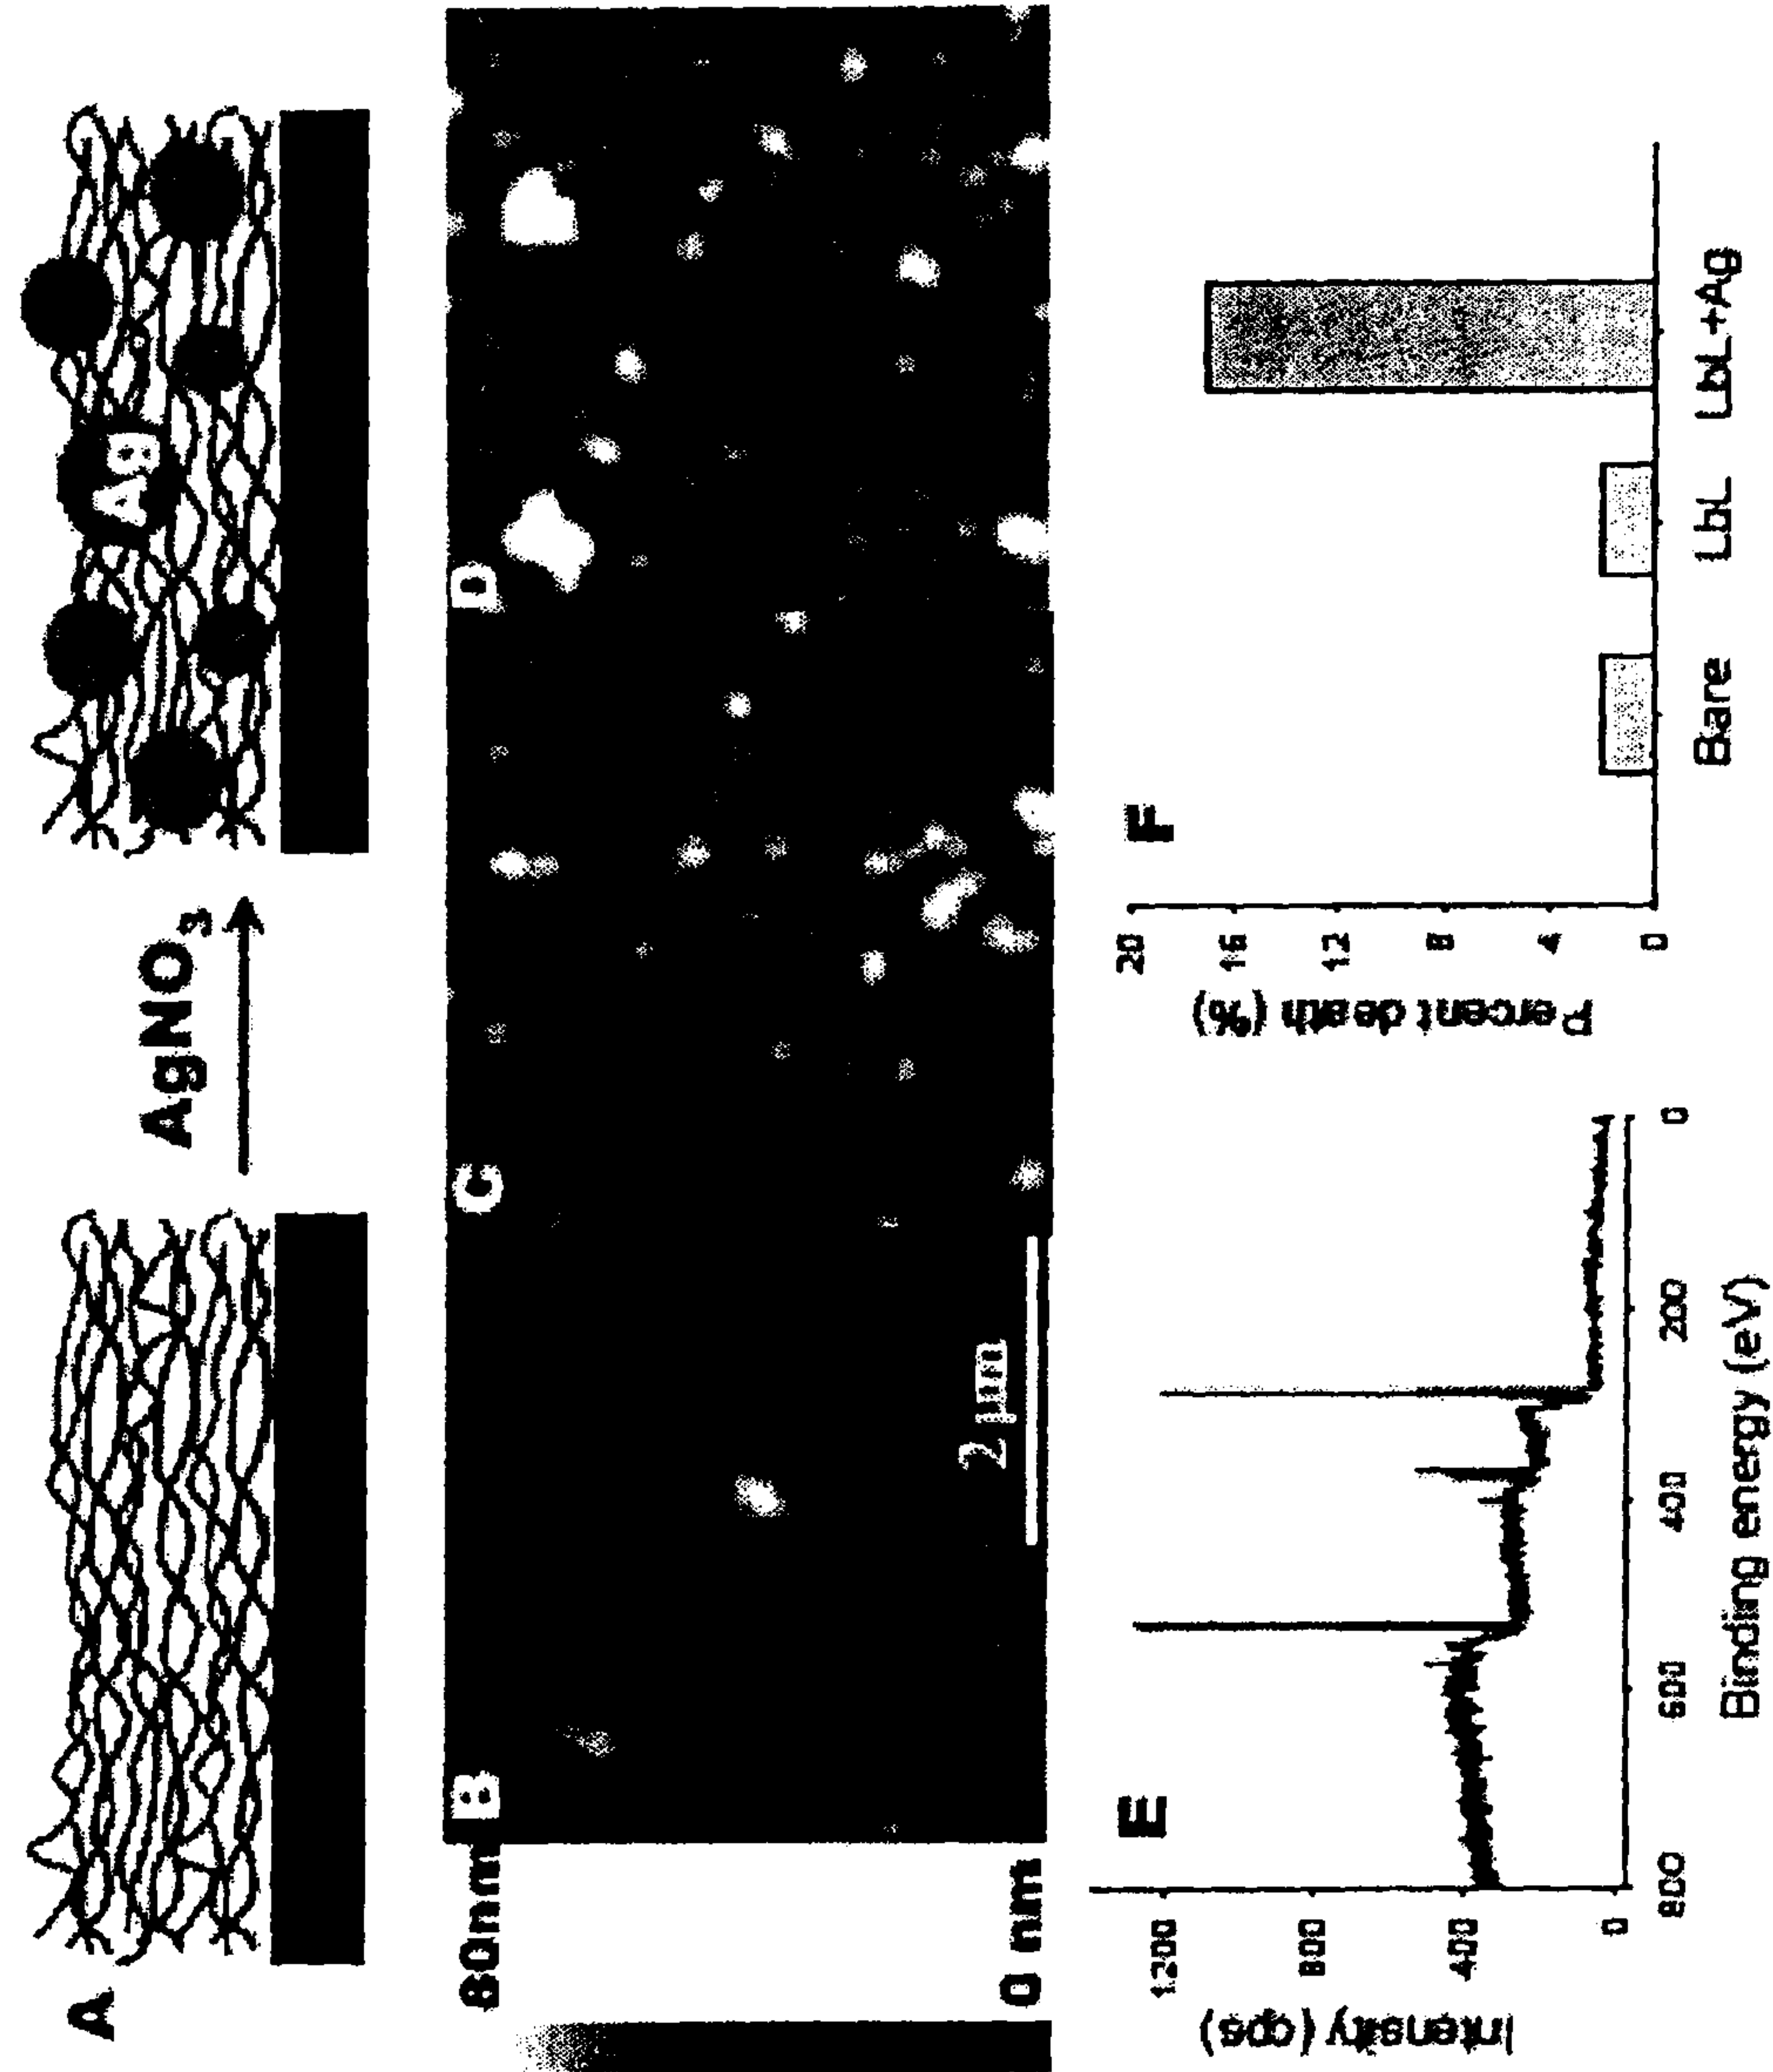 A
AgNO3
Ag
80nm
0 nm
B
C
D
2 μm
E
Intensity (cps)
1200
800
400
0
800
600
400
200
0
Binding energy (eV)
F
Percent death (%)
20
16
12
8
4
0
Bare
LbL
LbL+Ag